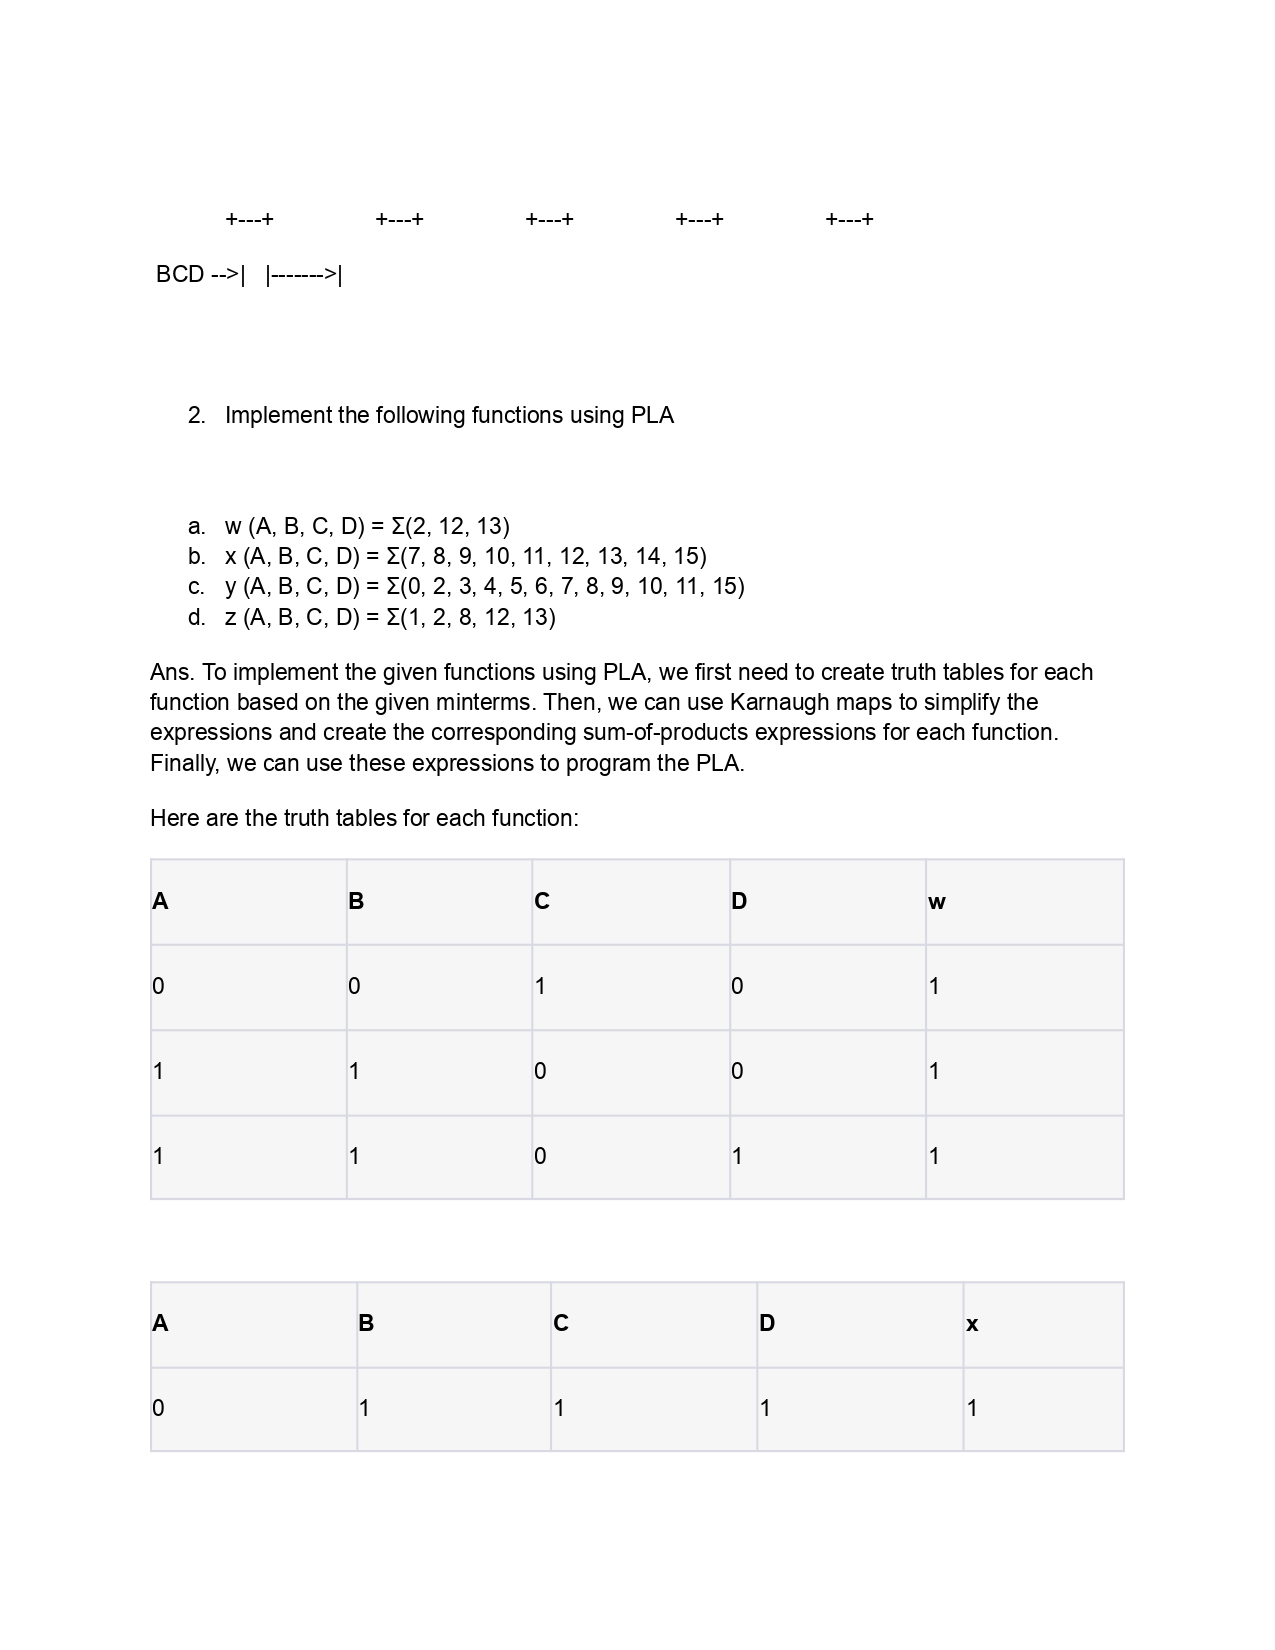 +---+ +---+ +---+ +---+ +---+
BCD -->| |------->|
2. Implement the following functions using PLA
a. w (A, B, C, D) = Σ(2, 12, 13)
b. x (A, B, C, D) = Σ(7, 8, 9, 10, 11, 12, 13, 14, 15)
c. y (A, B, C, D) = Σ(0, 2, 3, 4, 5, 6, 7, 8, 9, 10, 11, 15)
d. z (A, B, C, D) = Σ(1, 2, 8, 12, 13)
Ans. To implement the given functions using PLA, we first need to create truth tables for each
function based on the given minterms. Then, we can use Karnaugh maps to simplify the
expressions and create the corresponding sum-of-products expressions for each function.
Finally, we can use these expressions to program the PLA.
Here are the truth tables for each function:
A B C D w
0 0 1 0 1
1 1 0 0 1
1 1 0 1 1
A B C D x
0 1 1 1 1